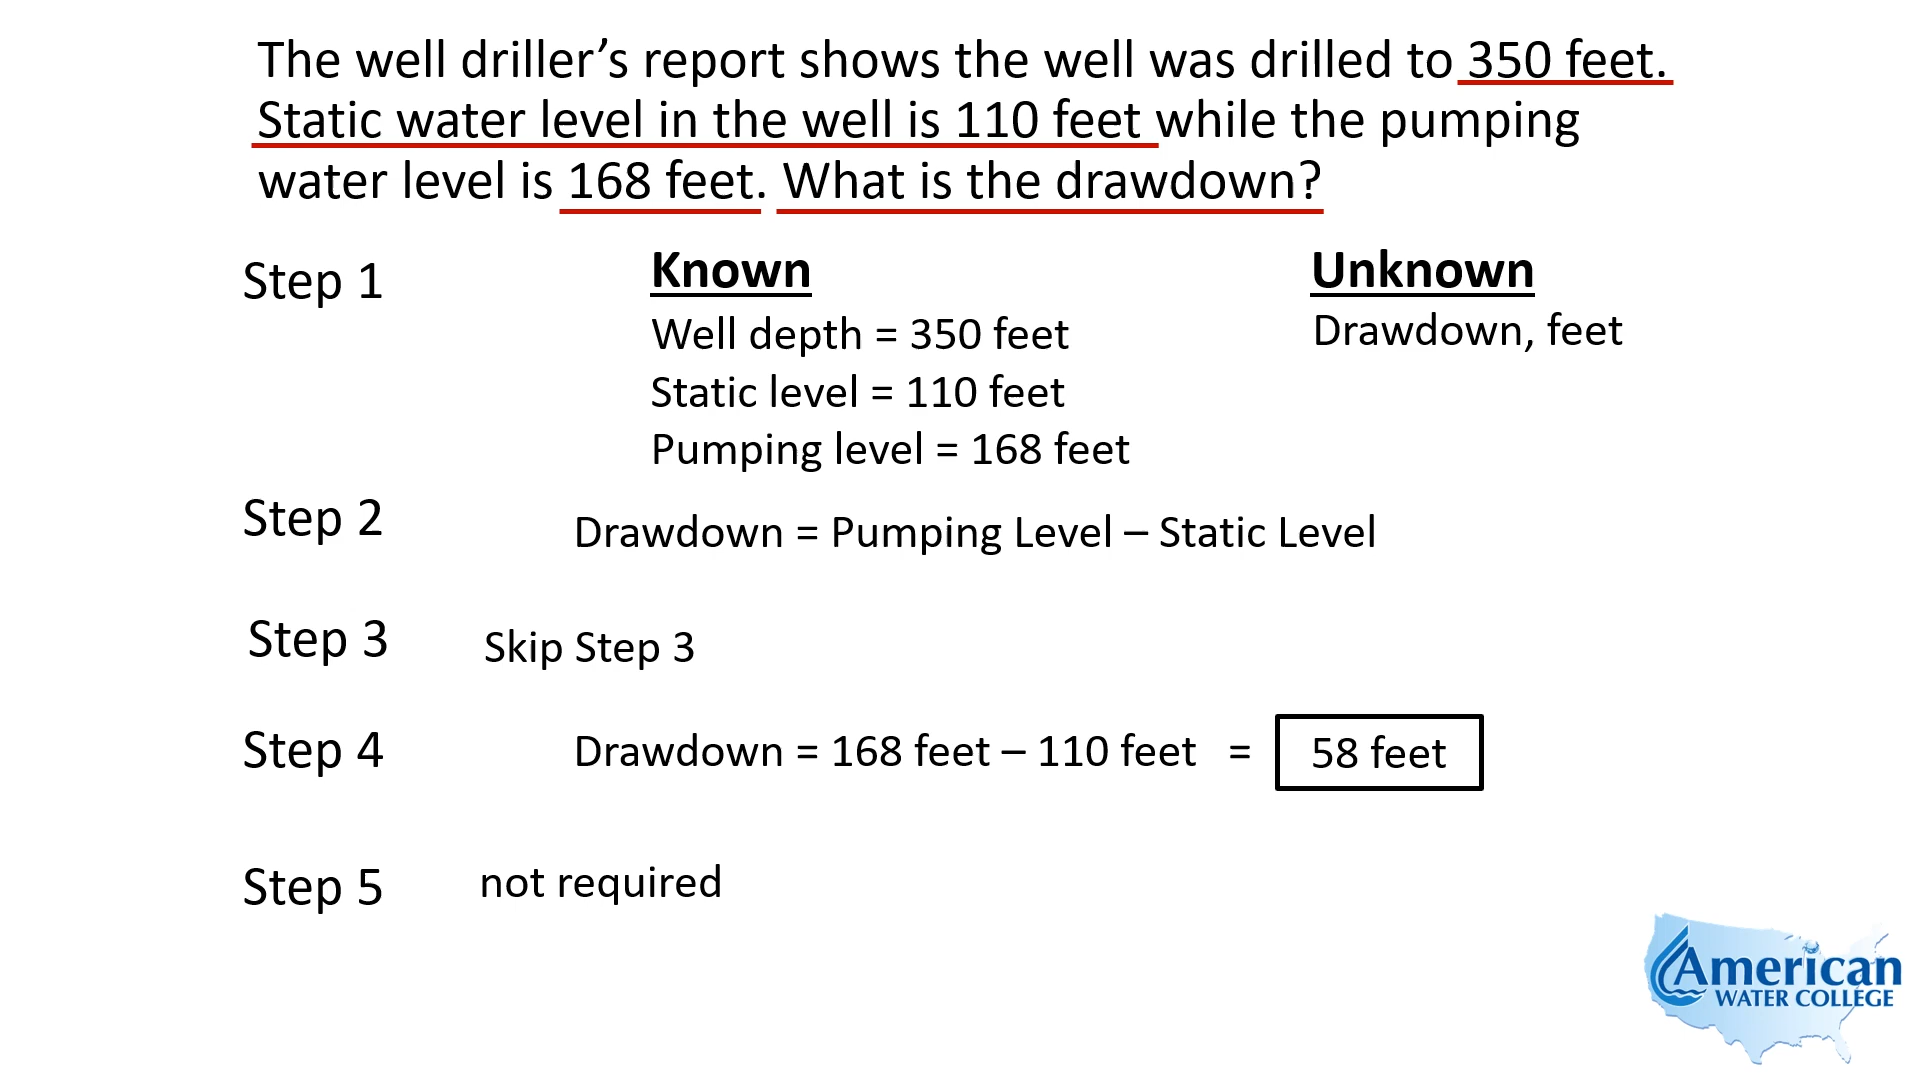 The well driller’s report shows the well was drilled to 350 feet.
Static water level in the well is 110 feet while the pumping
water level is 168 feet. What is the drawdown?
Step 1
Known
Unknown
Well depth = 350 feet
Drawdown, feet
Static level = 110 feet
Pumping level = 168 feet
Step 2
Drawdown = Pumping Level – Static Level
Step 3
Skip Step 3
Step 4
Drawdown = 168 feet – 110 feet = 58 feet
Step 5
not required
American
WATER COLLEGE